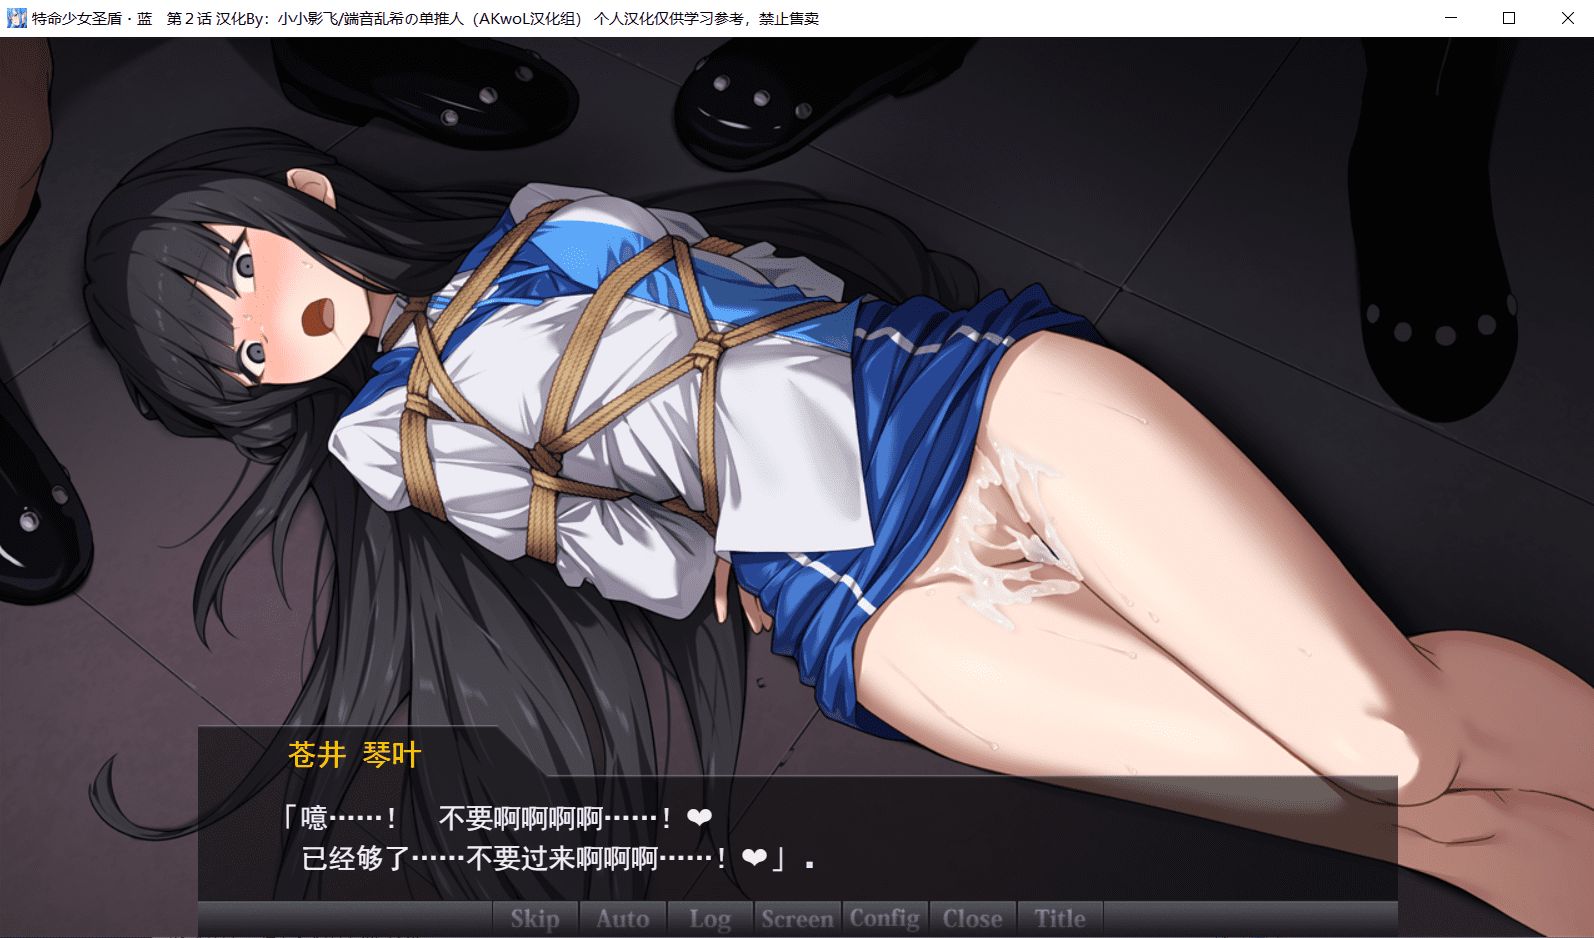 特命少女圣盾・蓝　第２话 汉化By：小小影飞/端音乱希の单推人（AKwoL汉化组） 个人汉化仅供学习参考，禁止售卖
苍井 琴叶
「噫……！　不要啊啊啊啊……！❤
已经够了……不要过来啊啊啊……！❤」.
Skip Auto Log Screen Config Close Title